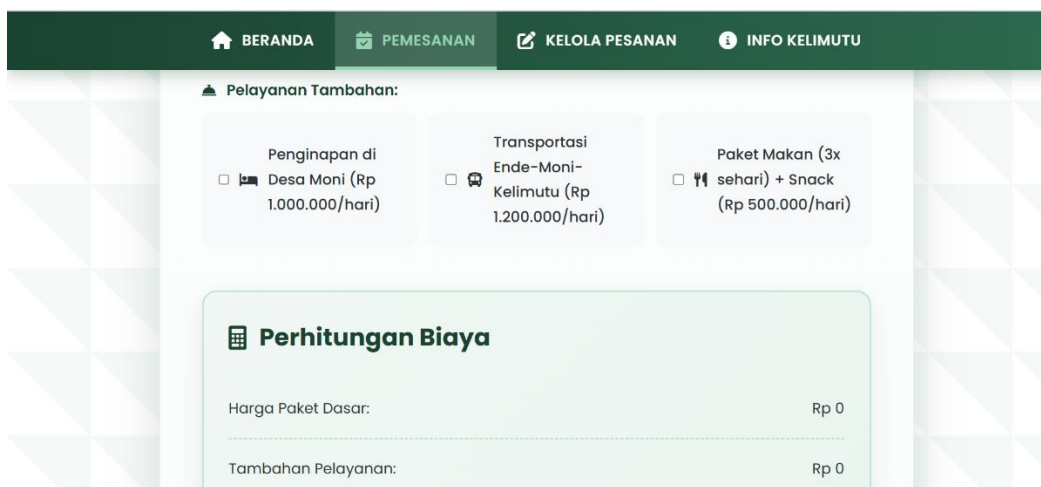 BERANDA PEMESANAN KELOLA PESANAN INFO KELIMUTU
Pelayanan Tambahan:
Penginapan di
Desa Moni (Rp
1.000.000/hari)
Transportasi
Ende-Moni-
Kelimutu (Rp
1.200.000/hari)
Paket Makan (3x
sehari) + Snack
(Rp 500.000/hari)
Perhitungan Biaya
Harga Paket Dasar: Rp 0
Tambahan Pelayanan: Rp 0